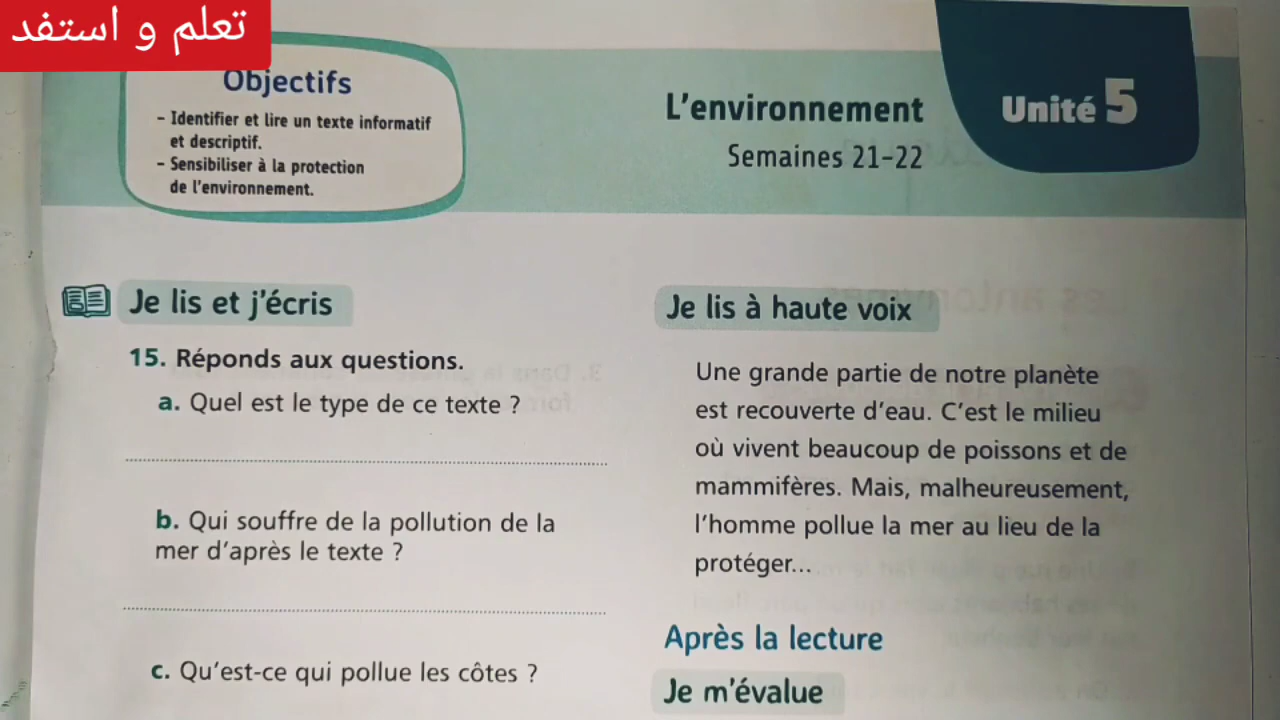 تعلم و استفد
Objectifs
- Identifier et lire un texte informatif
et descriptif.
- Sensibiliser à la protection
de l'environnement.
L'environnement
Semaines 21-22
Unité 5
Je lis et j'écris
15. Réponds aux questions.
a. Quel est le type de ce texte ?
b. Qui souffre de la pollution de la
mer d'après le texte ?
c. Qu'est-ce qui pollue les côtes ?
Je lis à haute voix
Une grande partie de notre planète
est recouverte d'eau. C'est le milieu
où vivent beaucoup de poissons et de
mammifères. Mais, malheureusement,
l'homme pollue la mer au lieu de la
protéger...
Après la lecture
Je m'évalue